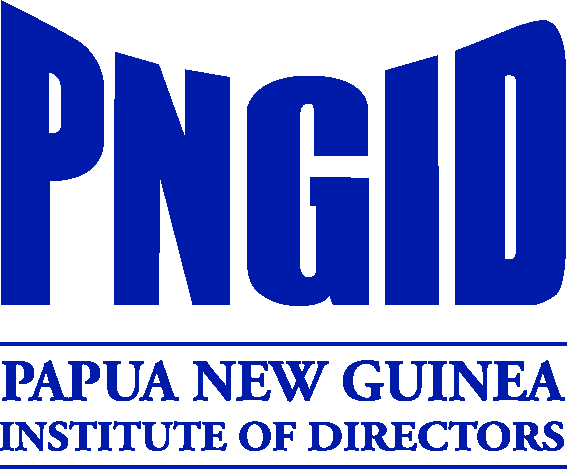 PNGID
PAPUA NEW GUINEA
INSTITUTE OF DIRECTORS